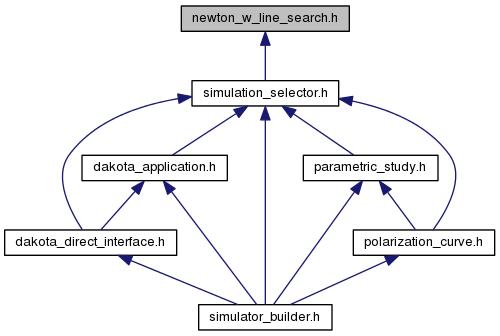 newton_w_line_search.h
simulation_selector.h
dakota_application.h
parametric_study.h
dakota_direct_interface.h
polarization_curve.h
simulator_builder.h